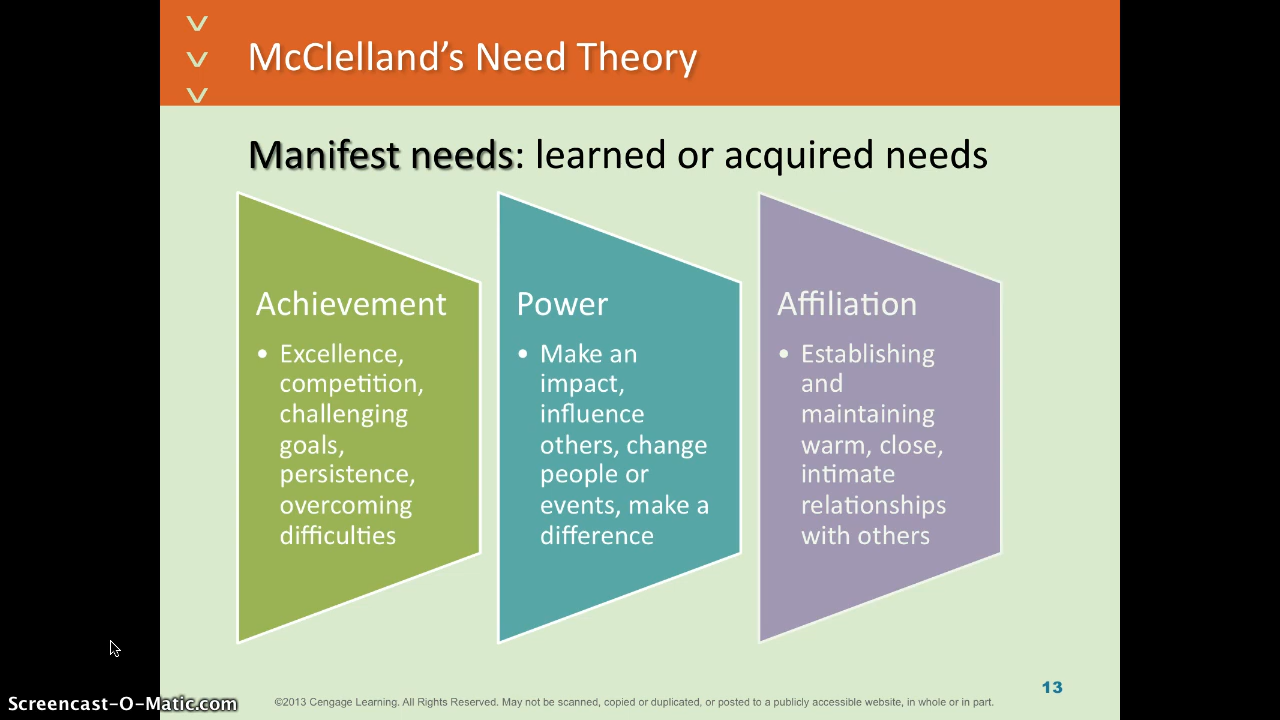 McClelland’s Need Theory
Manifest needs: learned or acquired needs
Achievement
• Excellence,
competition,
challenging
goals,
persistence,
overcoming
difficulties
Power
• Make an
impact,
influence
others, change
people or
events, make a
difference
Affiliation
• Establishing
and
maintaining
warm, close,
intimate
relationships
with others
13
©2013 Cengage Learning. All Rights Reserved. May not be scanned, copied or duplicated, or posted to a publicly accessible website, in whole or in part.
Screencast-O-Matic.com